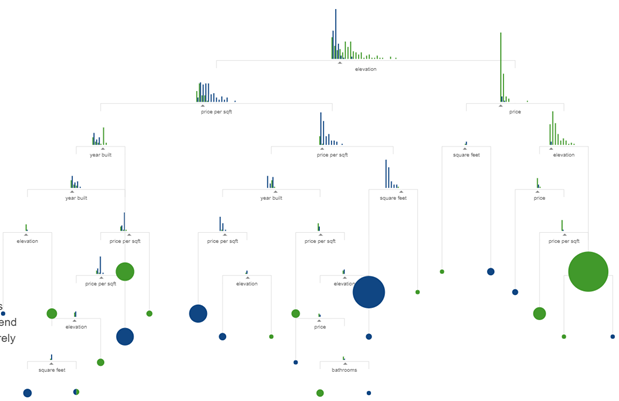 elevation
price per sqft
price
year built
price per sqft
square feet
elevation
year built
year built
square feet
price
elevation
price per sqft
price per sqft
price per sqft
price per sqft
price per sqft
elevation
elevation
s
end
elevation
price
rely
square feet
bathrooms